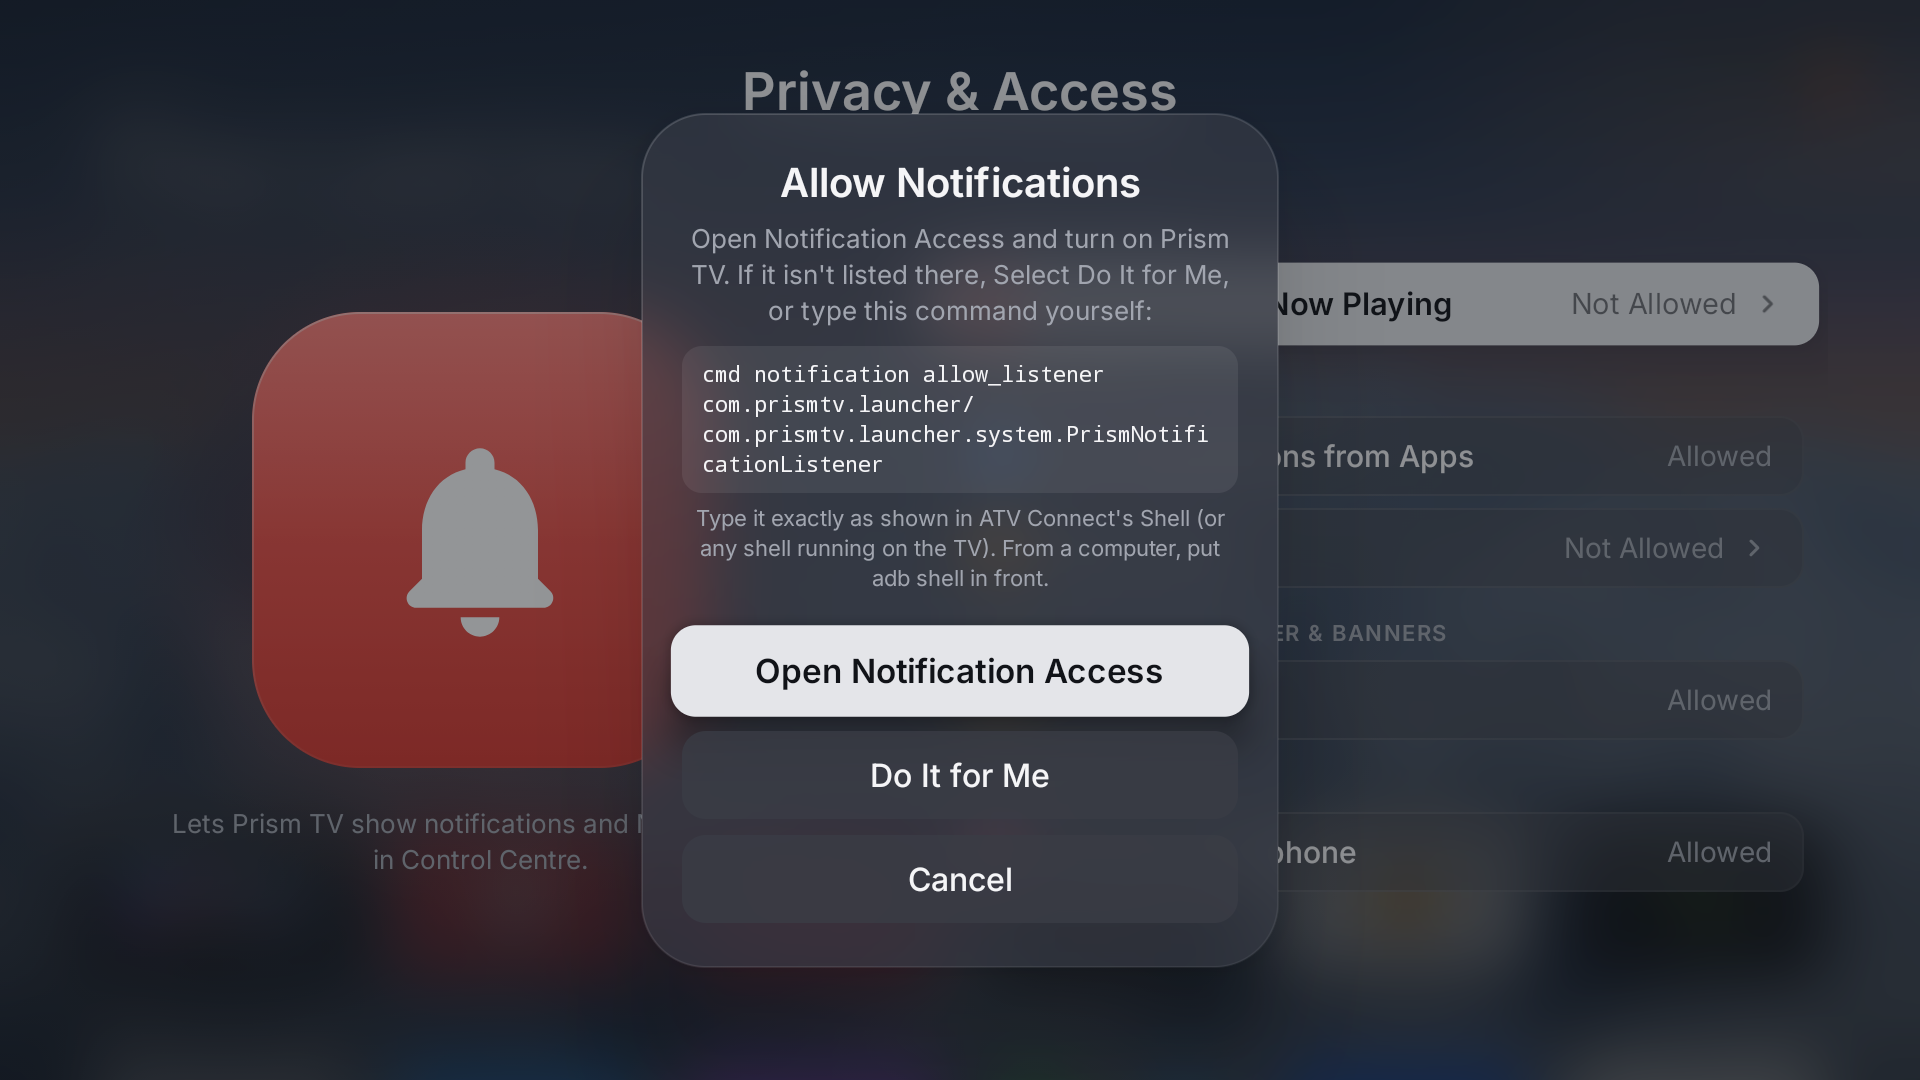 Privacy & Access
Allow Notifications
Open Notification Access and turn on Prism
TV. If it isn't listed there, Select Do It for Me,
or type this command yourself:
cmd notification allow_listener
com.prismtv.launcher/
com.prismtv.launcher.system.PrismNotifi
cationListener
Type it exactly as shown in ATV Connect's Shell (or
any shell running on the TV). From a computer, put
adb shell in front.
Open Notification Access
Do It for Me
Cancel
Lets Prism TV show notifications and
in Control Centre.
Now Playing Not Allowed
from Apps Allowed
Not Allowed
& BANNERS
Allowed
Allowed